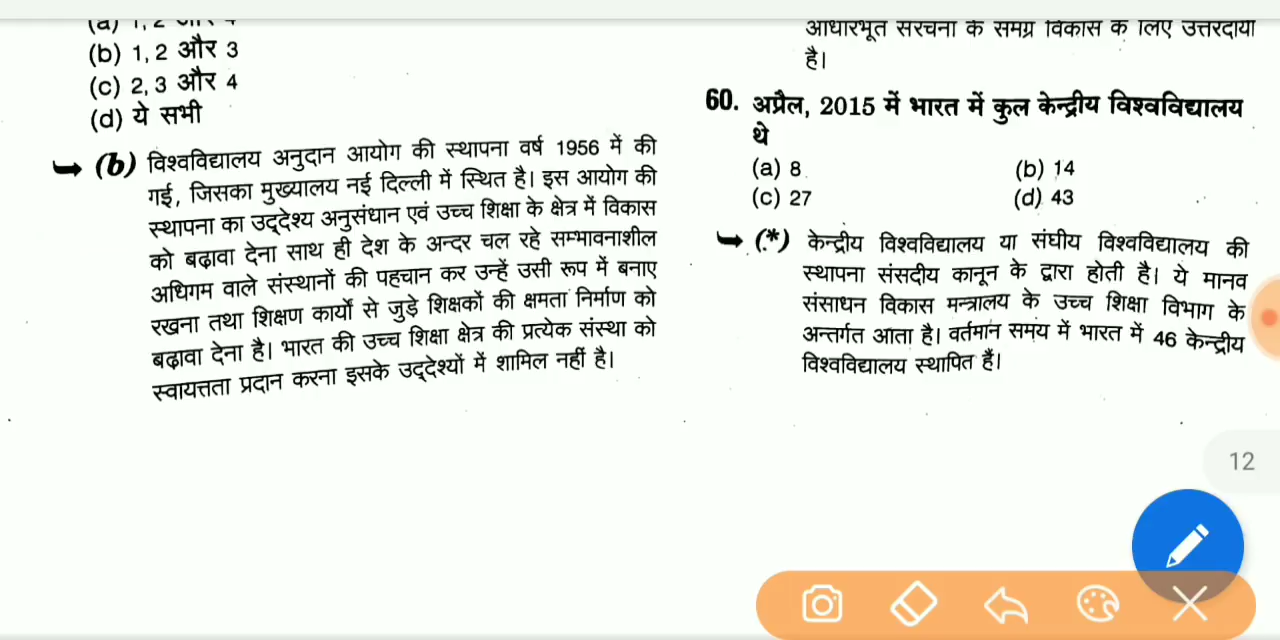 (a) 1, 2 और 4
(b) 1, 2 और 3
(c) 2, 3 और 4
(d) ये सभी
(b) विश्वविद्यालय अनुदान आयोग की स्थापना वर्ष 1956 में की
गई, जिसका मुख्यालय नई दिल्ली में स्थित है। इस आयोग की
स्थापना का उद्देश्य अनुसंधान एवं उच्च शिक्षा के क्षेत्र में विकास
को बढ़ावा देना साथ ही देश के अन्दर चल रहे सम्भावनाशील
अधिगम वाले संस्थानों की पहचान कर उन्हें उसी रूप में बनाए
रखना तथा शिक्षण कार्यों से जुड़े शिक्षकों की क्षमता निर्माण को
बढ़ावा देना है। भारत की उच्च शिक्षा क्षेत्र की प्रत्येक संस्था को
स्वायत्तता प्रदान करना इसके उद्देश्यों में शामिल नहीं है।
आधारभूत संरचना के समग्र विकास के लिए उत्तरदायी
है।
60. अप्रैल, 2015 में भारत में कुल केन्द्रीय विश्वविद्यालय
थे
(a) 8 (b) 14
(c) 27 (d) 43
(*) केन्द्रीय विश्वविद्यालय या संघीय विश्वविद्यालय की
स्थापना संसदीय कानून के द्वारा होती है। ये मानव
संसाधन विकास मन्त्रालय के उच्च शिक्षा विभाग के
अन्तर्गत आता है। वर्तमान समय में भारत में 46 केन्द्रीय
विश्वविद्यालय स्थापित हैं।
12